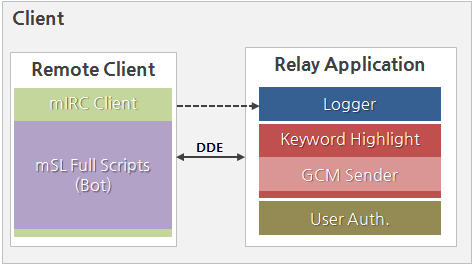 Client
Remote Client
mIRC Client
mSL Full Scripts
(Bot)
DDE
Relay Application
Logger
Keyword Highlight
GCM Sender
User Auth.